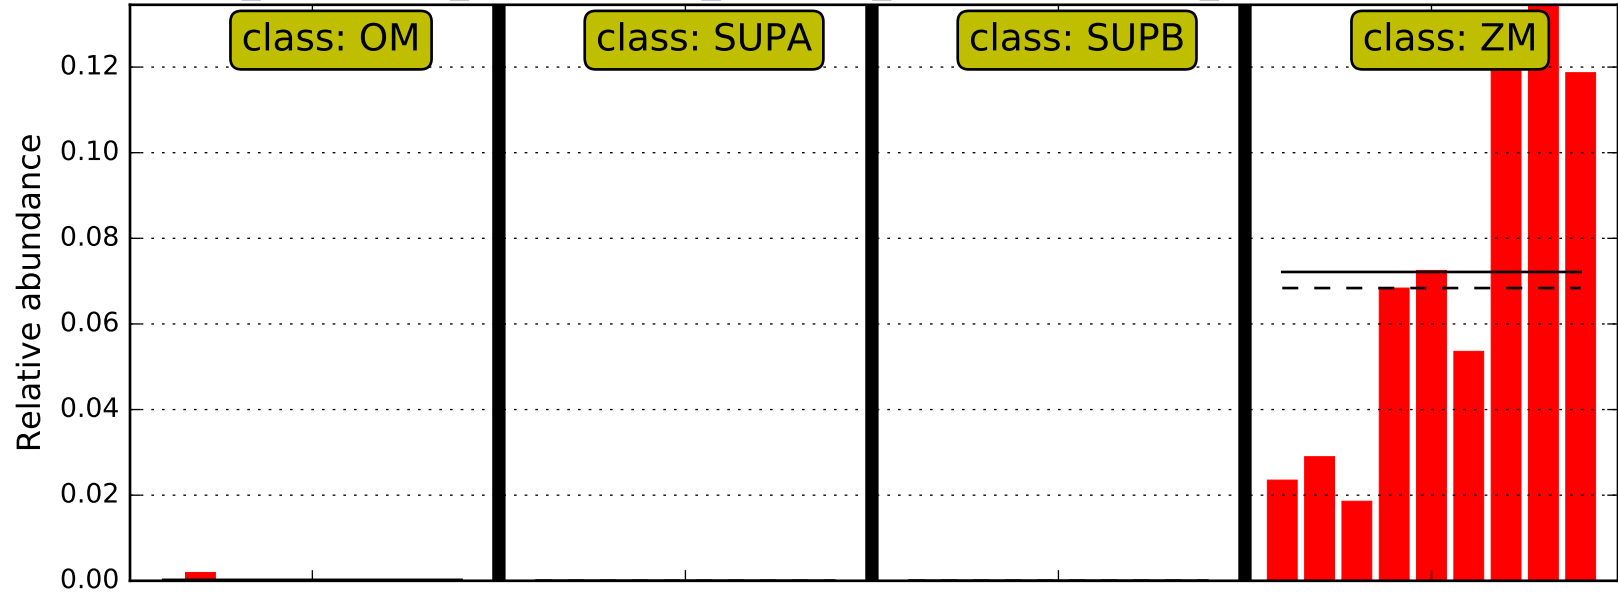 class: OM
class: SUPA
class: SUPB
class: ZM
Relative abundance
0.12
0.10
0.08
0.06
0.04
0.02
0.00